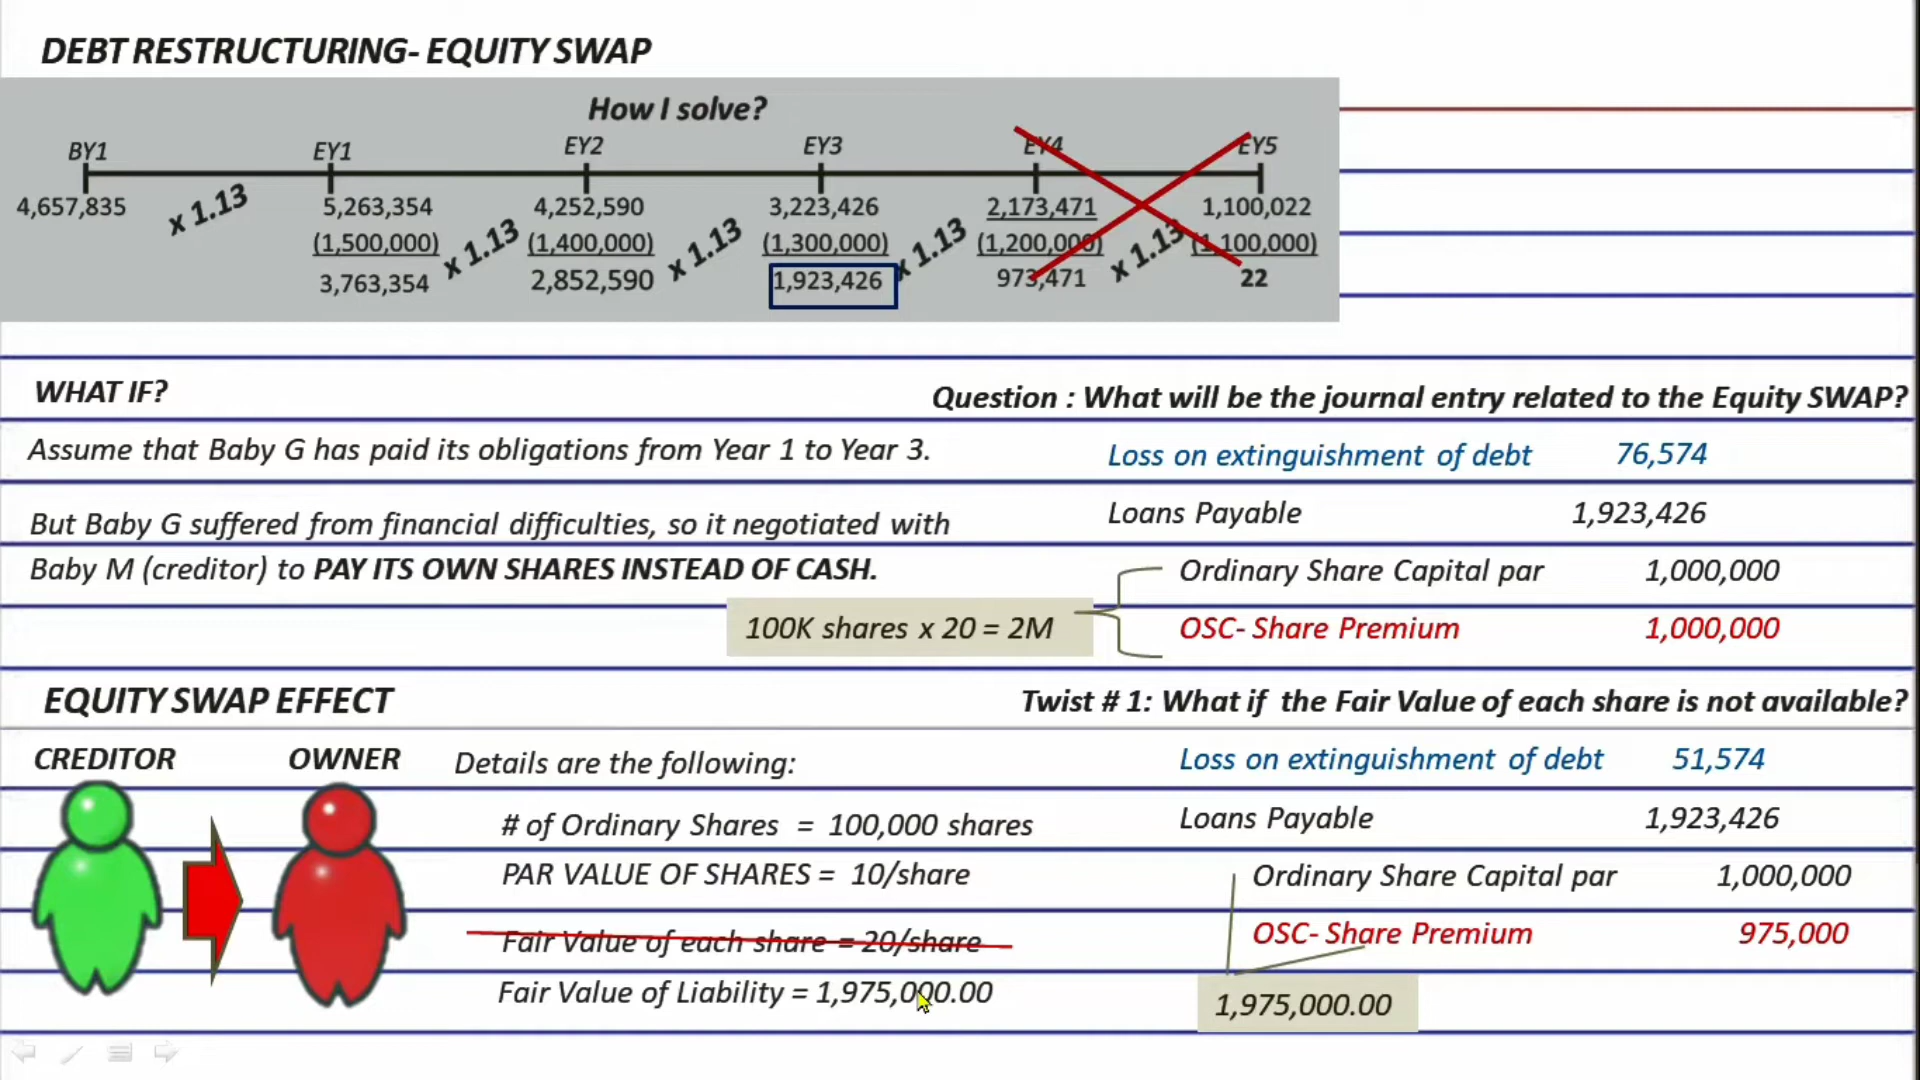 DEBT RESTRUCTURING- EQUITY SWAP
How I solve?
BY1 EY1 EY2 EY3 EY4 EY5
4,657,835 x 1.13 5,263,354 4,252,590 3,223,426 2,173,471 1,100,022
(1,500,000) x 1.13 (1,400,000) x 1.13 (1,300,000) x 1.13 (1,200,000) x 1.13 (1,100,000)
3,763,354 2,852,590 1,923,426 973,471 22
WHAT IF?
Assume that Baby G has paid its obligations from Year 1 to Year 3.
But Baby G suffered from financial difficulties, so it negotiated with
Baby M (creditor) to PAY ITS OWN SHARES INSTEAD OF CASH.
Question : What will be the journal entry related to the Equity SWAP?
Loss on extinguishment of debt 76,574
Loans Payable 1,923,426
Ordinary Share Capital par 1,000,000
OSC- Share Premium 1,000,000
100K shares x 20 = 2M
EQUITY SWAP EFFECT
CREDITOR OWNER
Details are the following:
# of Ordinary Shares = 100,000 shares
PAR VALUE OF SHARES = 10/share
Fair Value of each share = 20/share
Fair Value of Liability = 1,975,000.00
Twist # 1: What if the Fair Value of each share is not available?
Loss on extinguishment of debt 51,574
Loans Payable 1,923,426
Ordinary Share Capital par 1,000,000
OSC- Share Premium 975,000
1,975,000.00